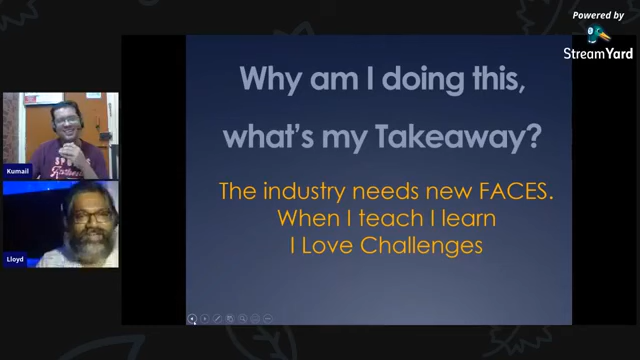 Powered by
StreamYard
Why am I doing this,
what's my Takeaway?
The industry needs new FACES.
When I teach I learn
I Love Challenges
Kumail
Lloyd